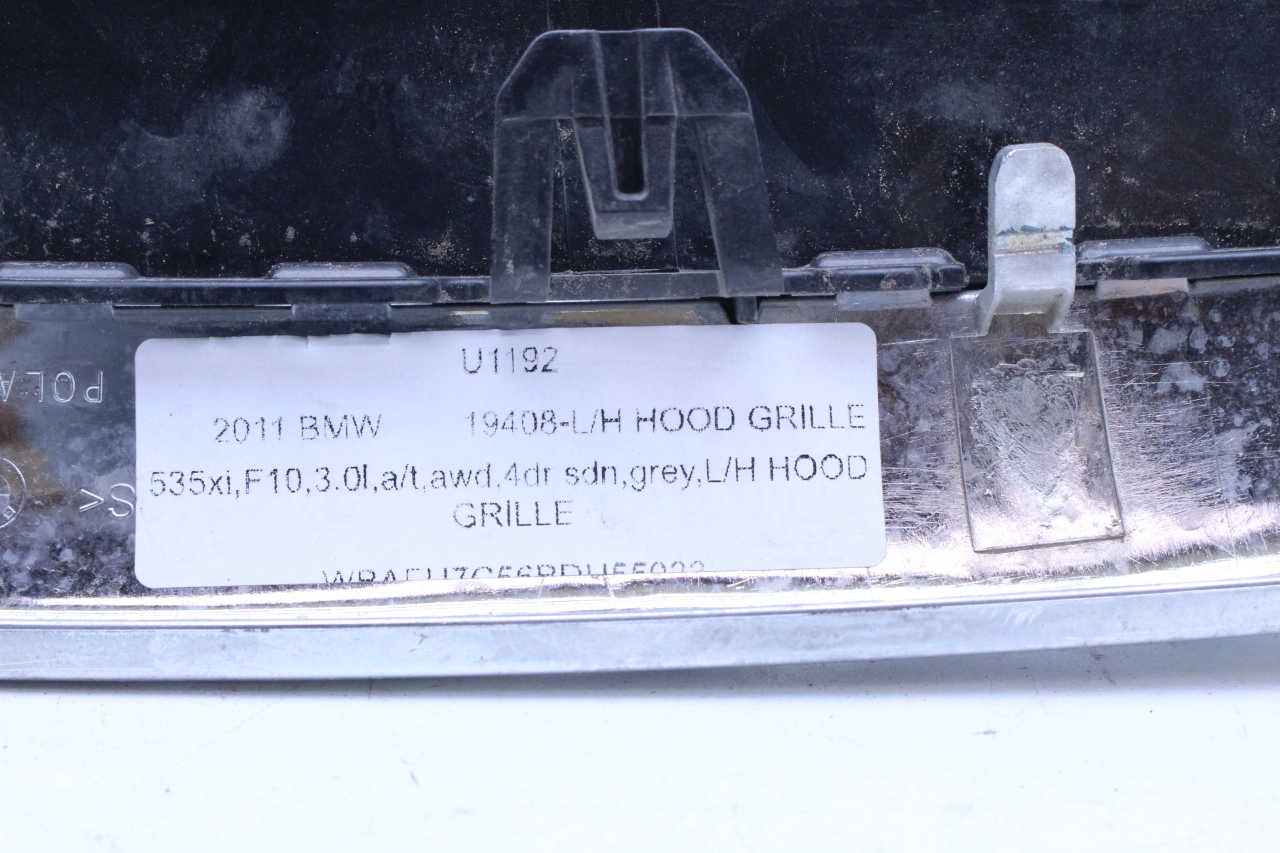 U1192
2011 BMW 19408-L/H HOOD GRILLE
535xi,F10,3.0l,a/t,awd,4dr sdn,grey,L/H HOOD
GRILLE